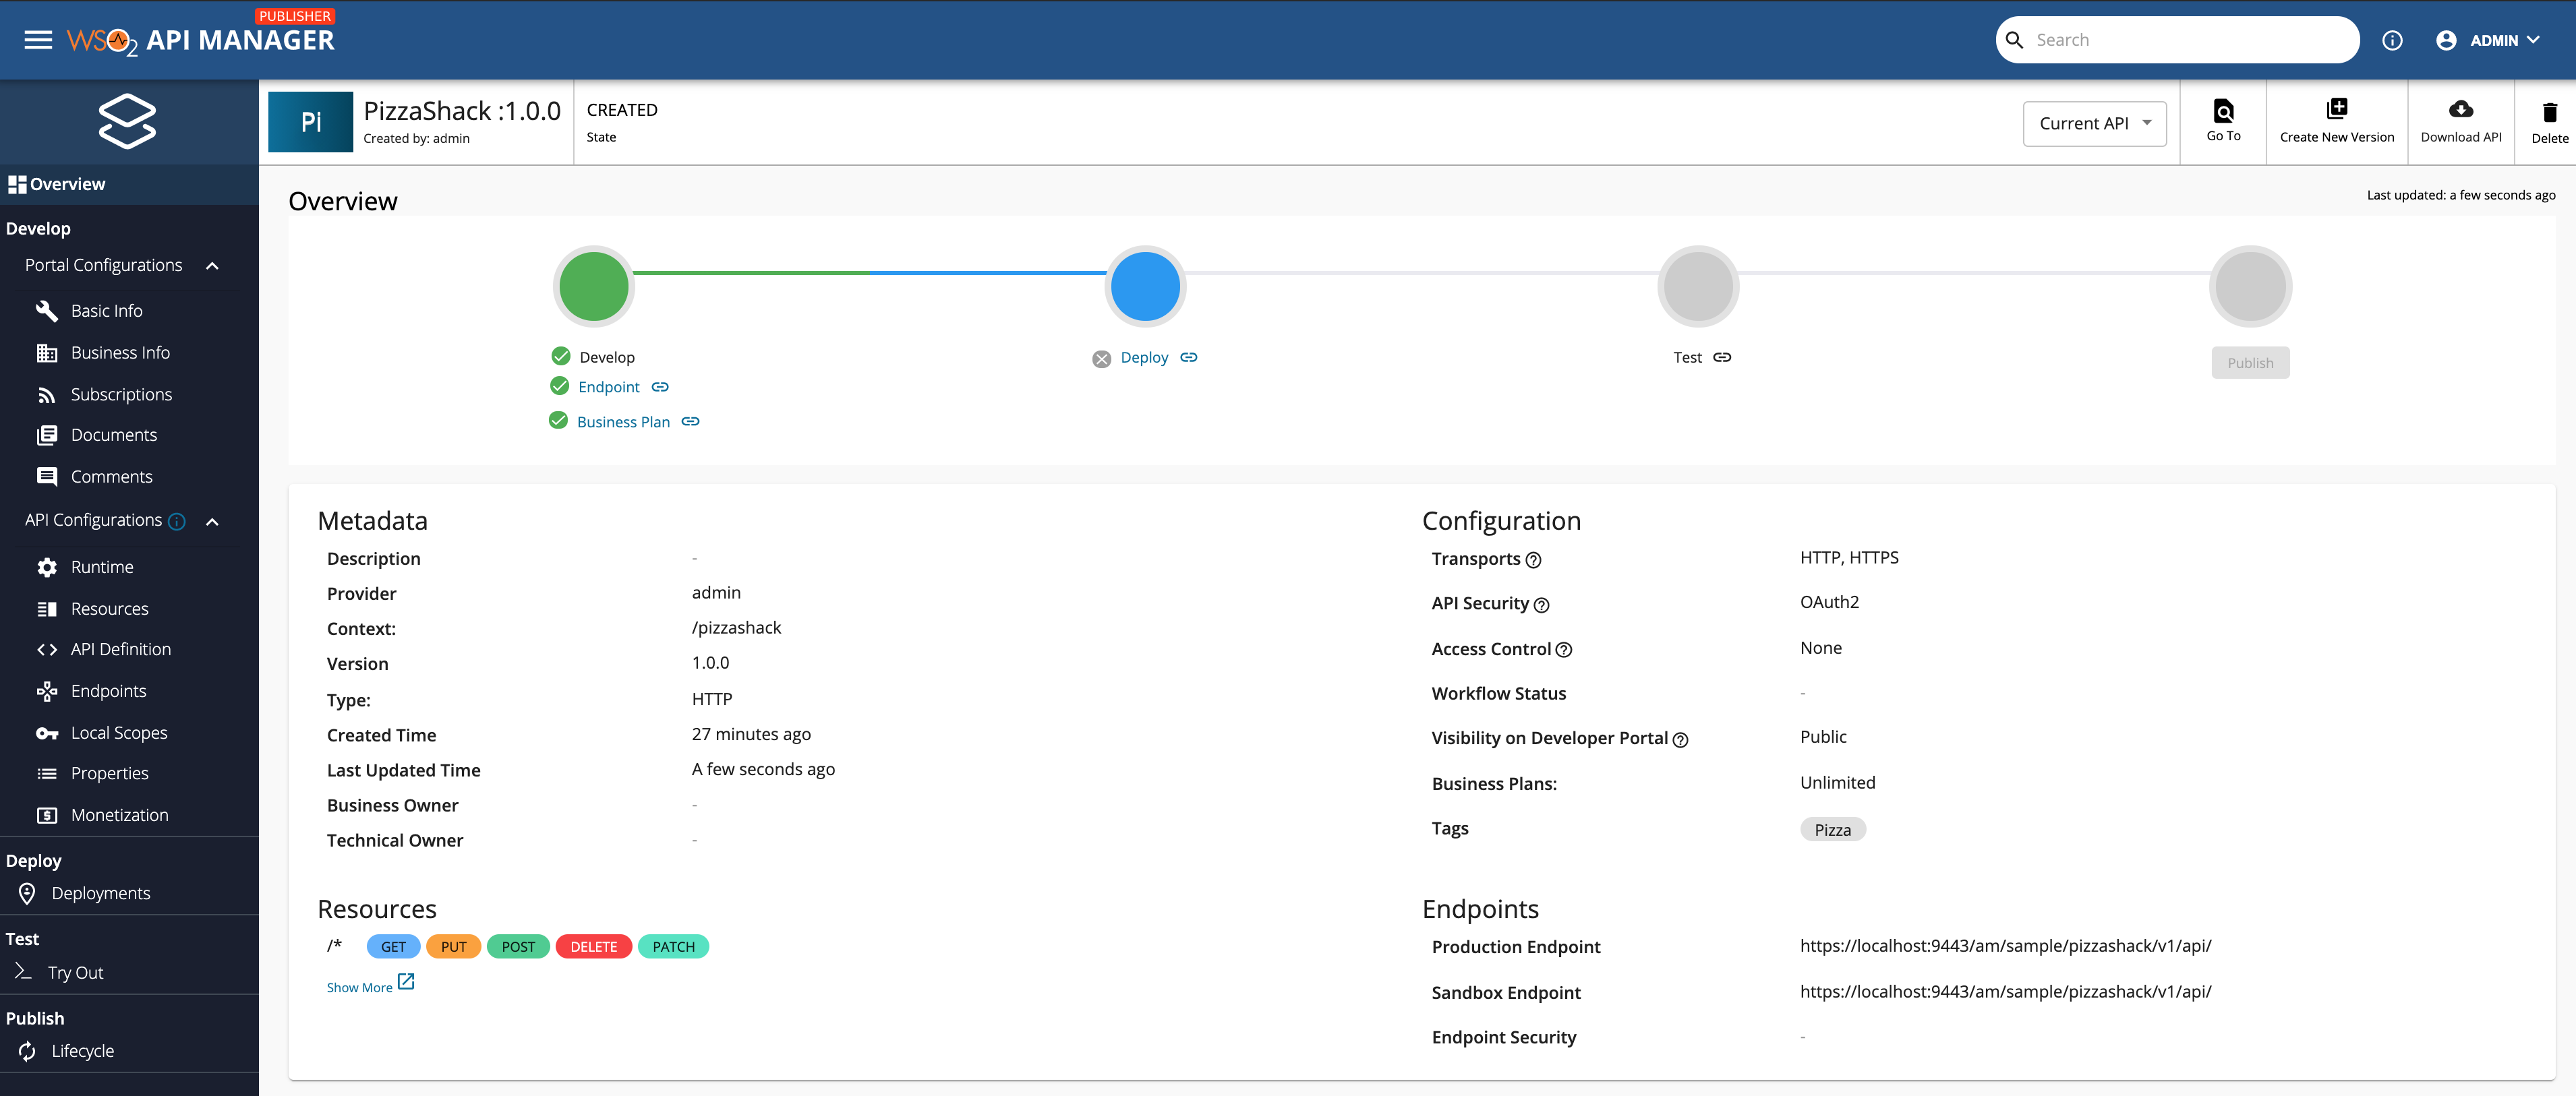 PUBLISHER
WSO2 API MANAGER
Search
ADMIN
Pi
PizzaShack :1.0.0
Created by: admin
CREATED
State
Current API
Go To
Create New Version
Download API
Delete
Overview
Develop
Portal Configurations
Basic Info
Business Info
Subscriptions
Documents
Comments
API Configurations
Runtime
Resources
API Definition
Endpoints
Local Scopes
Properties
Monetization
Deploy
Deployments
Test
Try Out
Publish
Lifecycle
Overview
Last updated: a few seconds ago
Develop
Endpoint
Business Plan
Deploy
Test
Publish
Metadata
Description -
Provider admin
Context: /pizzashack
Version 1.0.0
Type: HTTP
Created Time 27 minutes ago
Last Updated Time A few seconds ago
Business Owner -
Technical Owner -
Configuration
Transports HTTP, HTTPS
API Security OAuth2
Access Control None
Workflow Status -
Visibility on Developer Portal Public
Business Plans: Unlimited
Tags Pizza
Resources
/* GET PUT POST DELETE PATCH
Show More
Endpoints
Production Endpoint https://localhost:9443/am/sample/pizzashack/v1/api/
Sandbox Endpoint https://localhost:9443/am/sample/pizzashack/v1/api/
Endpoint Security -